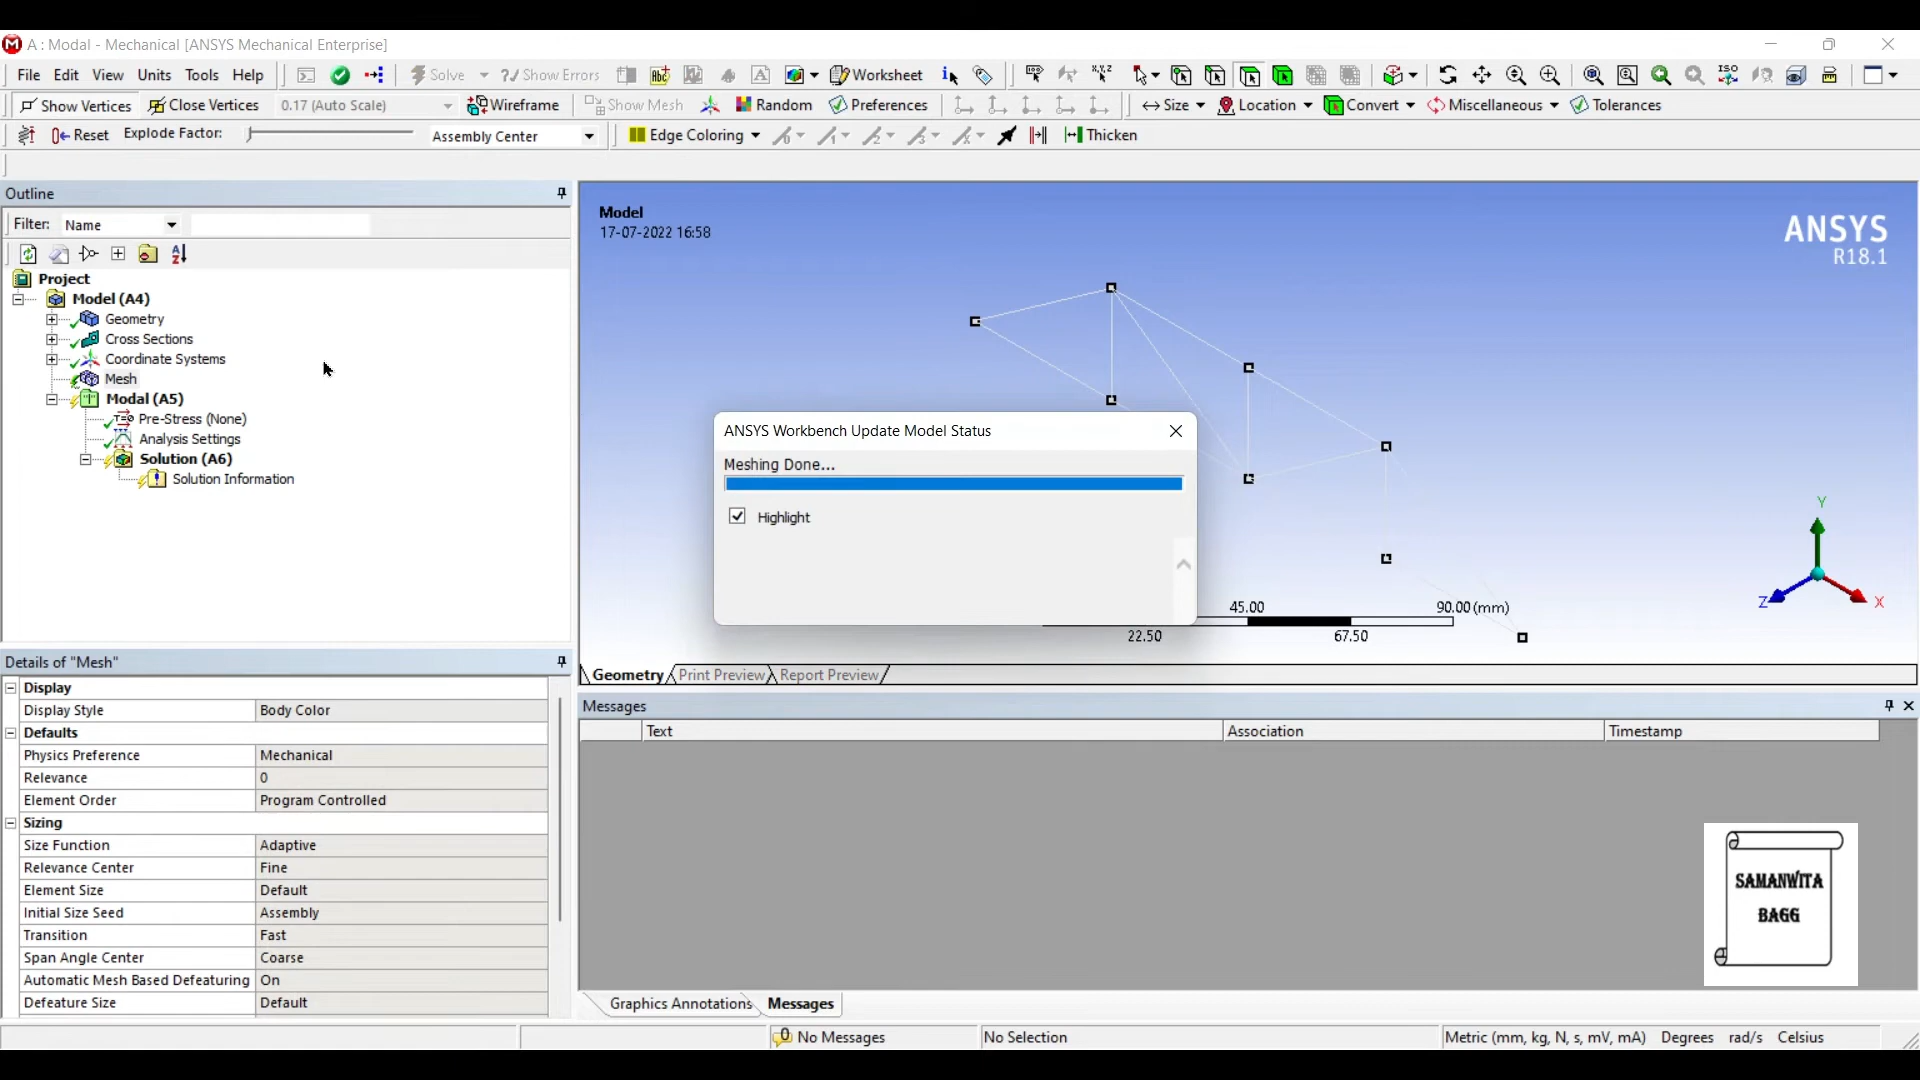 A : Modal - Mechanical [ANSYS Mechanical Enterprise]
File Edit View Units Tools Help Solve ?/ Show Errors Worksheet
Show Vertices Close Vertices 0.17 (Auto Scale) Wireframe Show Mesh Random Preferences Size Location Convert Miscellaneous Tolerances
Reset Explode Factor: Assembly Center Edge Coloring Thicken
Outline
Filter: Name
Project
Model (A4)
Geometry
Cross Sections
Coordinate Systems
Mesh
Modal (A5)
Pre-Stress (None)
Analysis Settings
Solution (A6)
Solution Information
Model
17-07-2022 16:58
ANSYS
R18.1
ANSYS Workbench Update Model Status
Meshing Done...
Highlight
45.00 90.00 (mm)
22.50 67.50
Y
Z X
Geometry Print Preview Report Preview
Details of "Mesh"
Display
Display Style Body Color
Defaults
Physics Preference Mechanical
Relevance 0
Element Order Program Controlled
Sizing
Size Function Adaptive
Relevance Center Fine
Element Size Default
Initial Size Seed Assembly
Transition Fast
Span Angle Center Coarse
Automatic Mesh Based Defeaturing On
Defeature Size Default
Messages
Text Association Timestamp
SAMANWITA
BAGG
Graphics Annotations Messages
No Messages No Selection Metric (mm, kg, N, s, mV, mA) Degrees rad/s Celsius